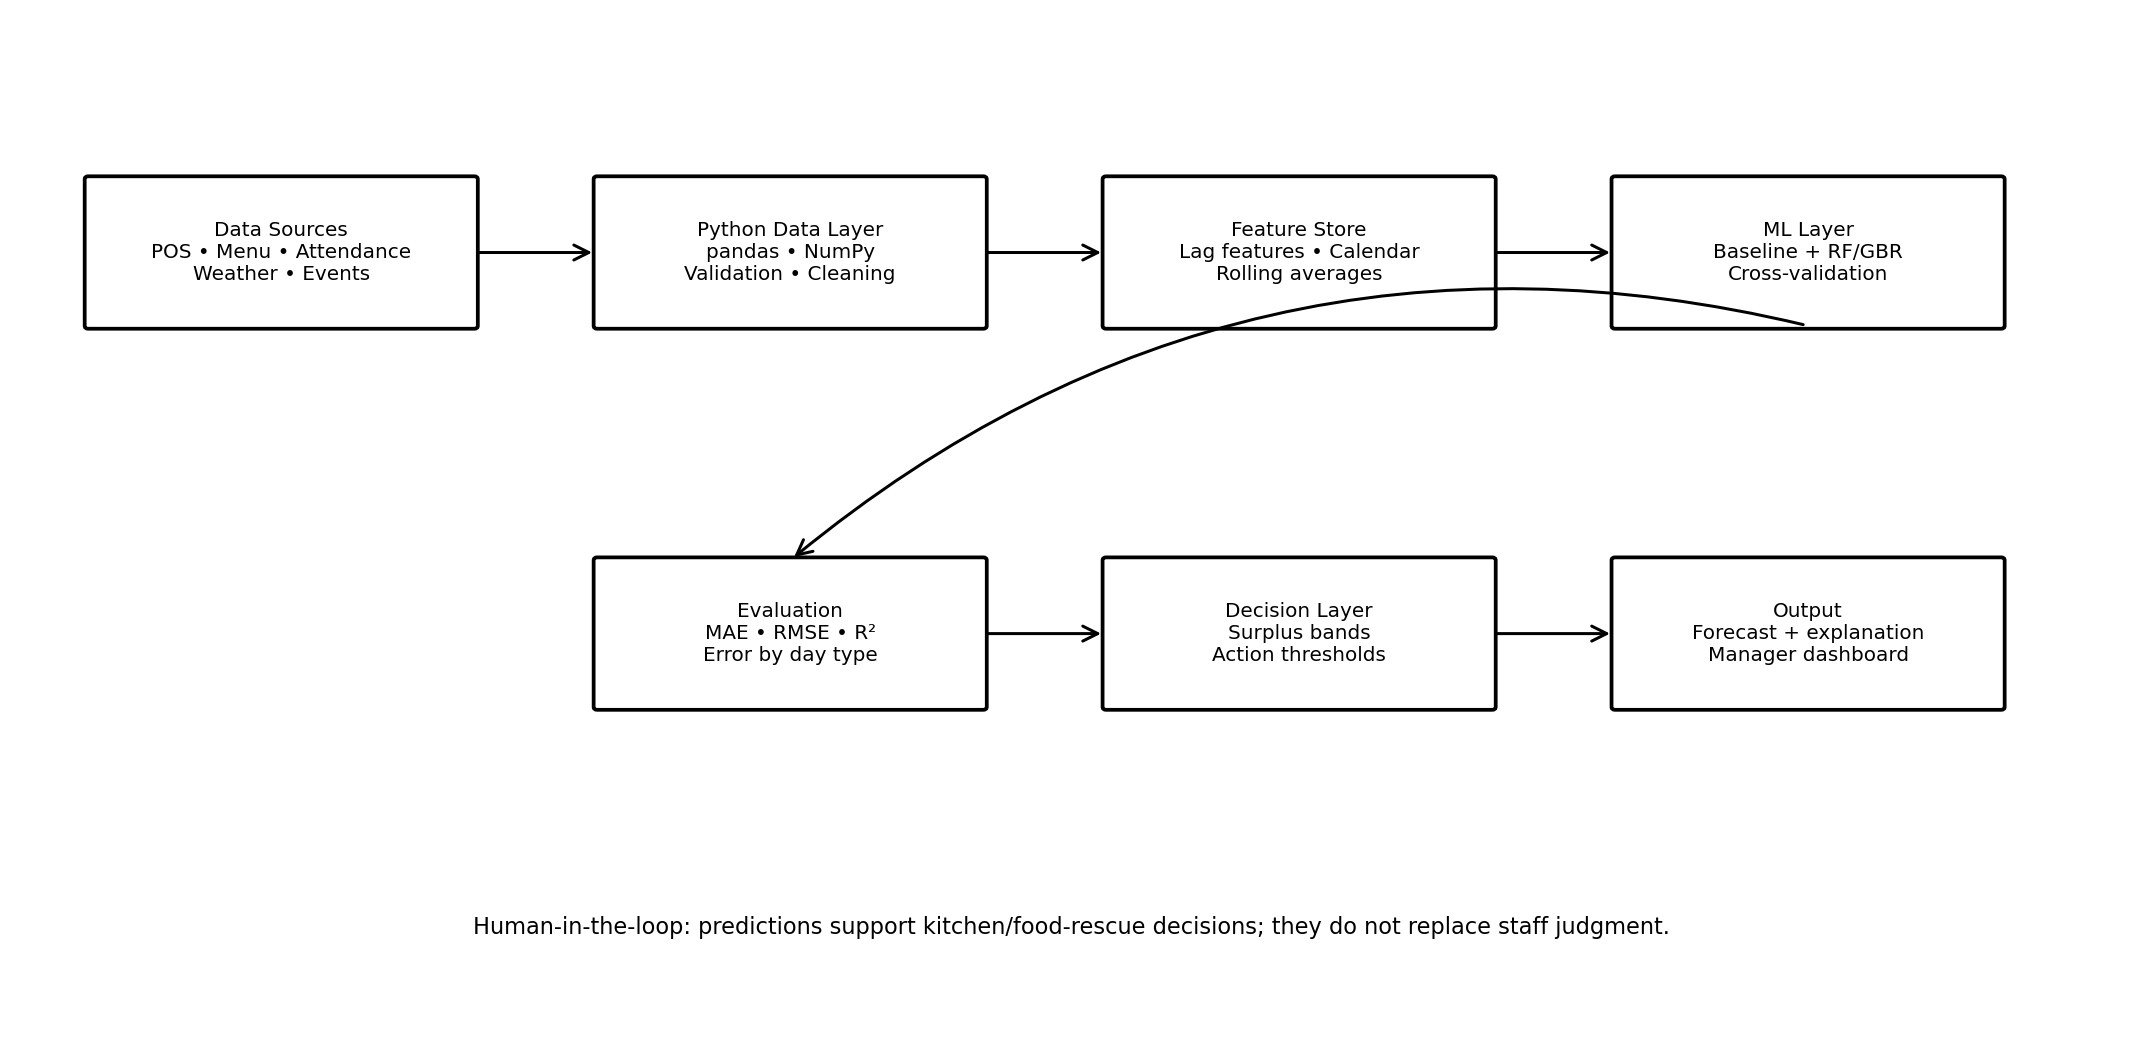 Data Sources
POS • Menu • Attendance
Weather • Events
Python Data Layer
pandas • NumPy
Validation • Cleaning
Feature Store
Lag features • Calendar
Rolling averages
ML Layer
Baseline + RF/GBR
Cross-validation
Evaluation
MAE • RMSE • R²
Error by day type
Decision Layer
Surplus bands
Action thresholds
Output
Forecast + explanation
Manager dashboard
Human-in-the-loop: predictions support kitchen/food-rescue decisions; they do not replace staff judgment.